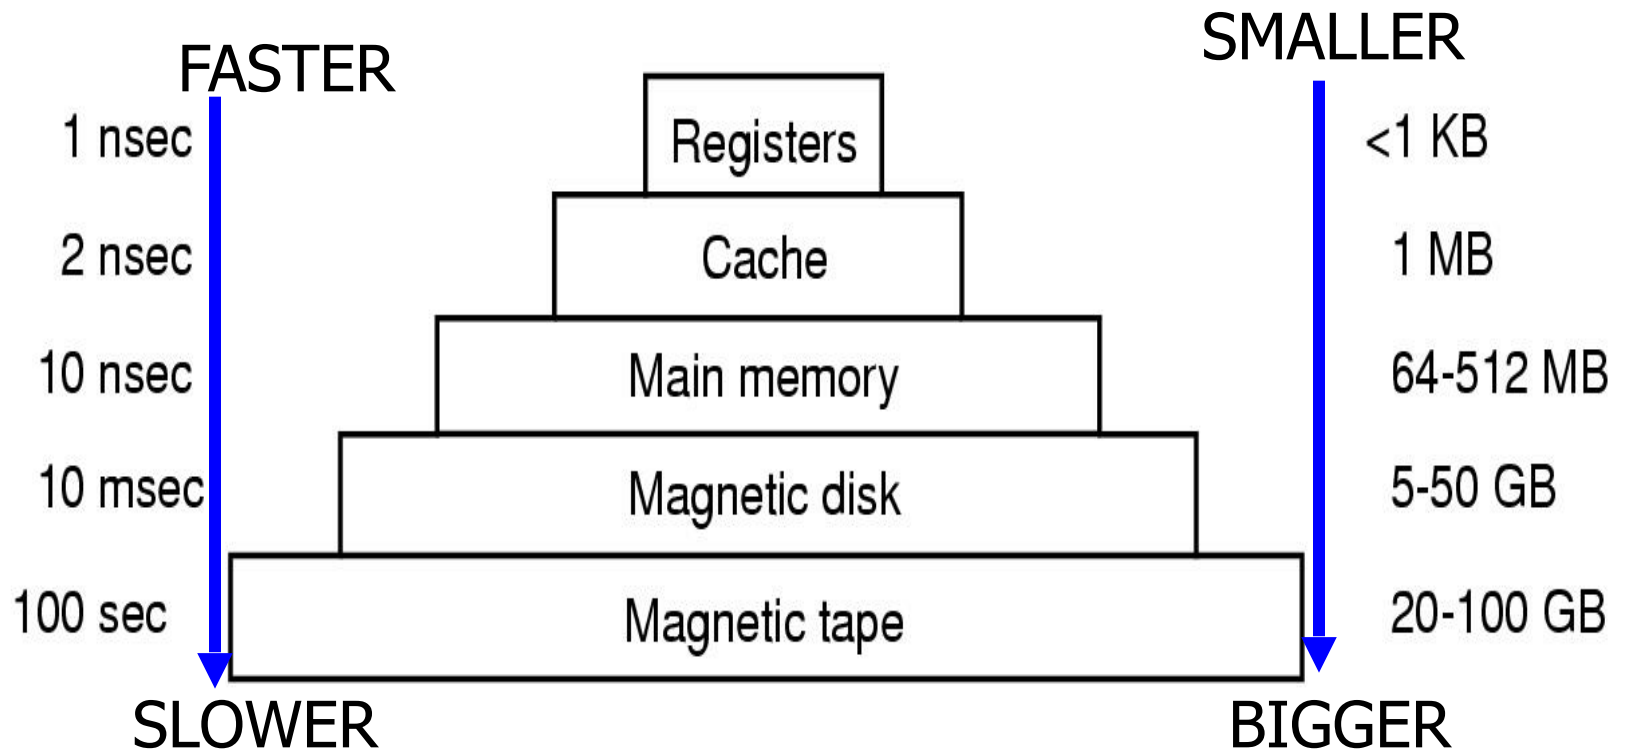 SMALLER
FASTER
1 nsec Registers <1 KB
2 nsec Cache 1 MB
10 nsec Main memory 64-512 MB
10 msec Magnetic disk 5-50 GB
100 sec Magnetic tape 20-100 GB
SLOWER BIGGER